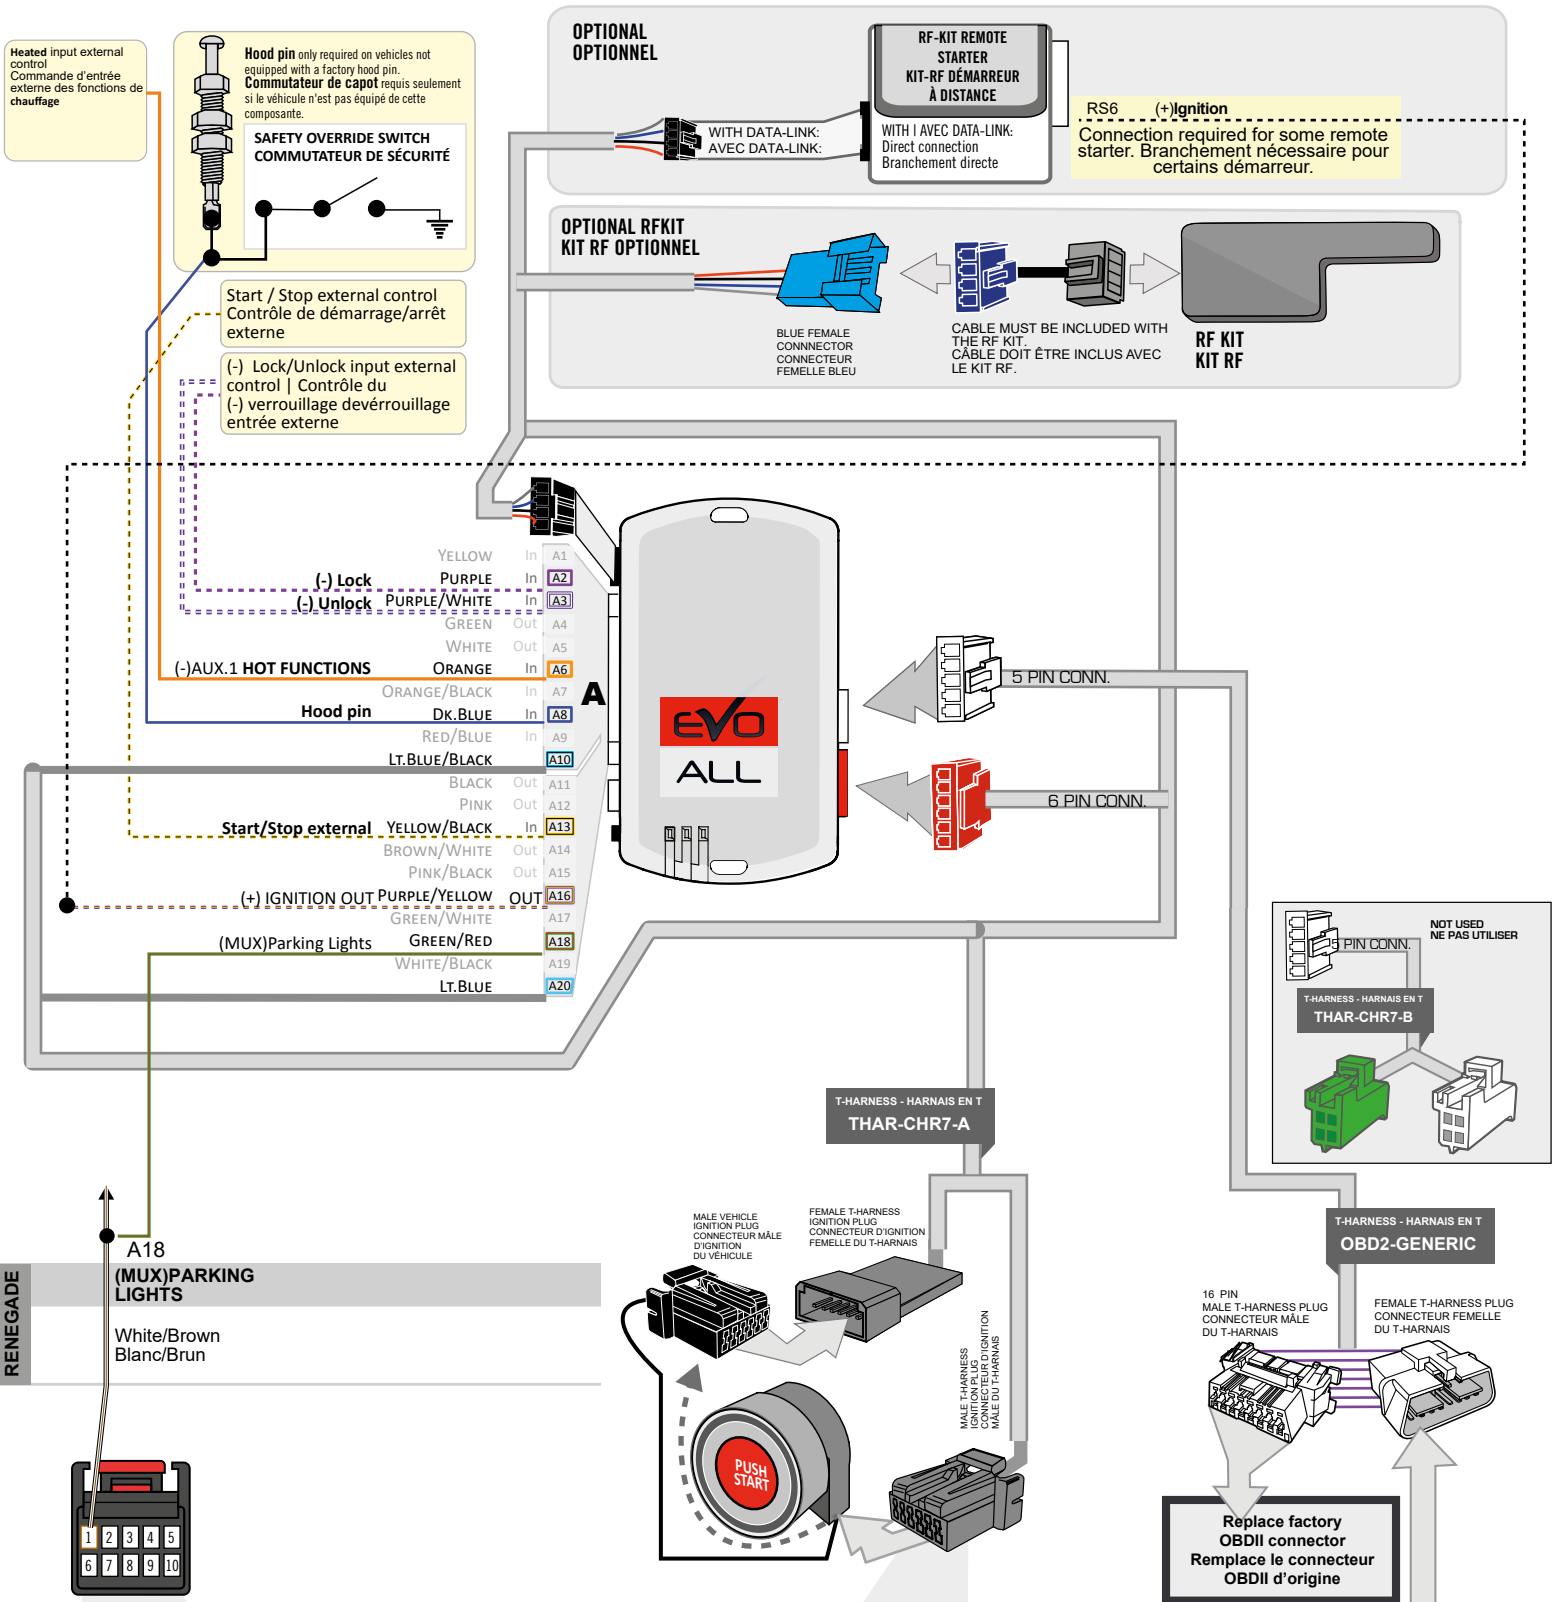 Heated input external
control
Commande d'entrée
externe des fonctions de
chauffage
Hood pin only required on vehicles not
equipped with a factory hood pin.
Commutateur de capot requis seulement
si le véhicule n'est pas équipé de cette
composante.
SAFETY OVERRIDE SWITCH
COMMUTATEUR DE SÉCURITÉ
Start / Stop external control
Contrôle de démarrage/arrêt
externe
(-) Lock/Unlock input external
control | Contrôle du
(-) verrouillage devérrouillage
entrée externe
OPTIONAL
OPTIONNEL
RF-KIT REMOTE
STARTER
KIT-RF DÉMARREUR
À DISTANCE
WITH DATA-LINK:
AVEC DATA-LINK:
WITH | AVEC DATA-LINK:
Direct connection
Branchement directe
RS6 (+)Ignition
Connection required for some remote
starter. Branchement nécessaire pour
certains démarreur.
OPTIONAL RFKIT
KIT RF OPTIONNEL
BLUE FEMALE
CONNNECTOR
CONNECTEUR
FEMELLE BLEU
CABLE MUST BE INCLUDED WITH
THE RF KIT.
CÂBLE DOIT ÊTRE INCLUS AVEC
LE KIT RF.
RF KIT
KIT RF
YELLOW In A1
(-) Lock PURPLE In A2
(-) Unlock PURPLE/WHITE In A3
GREEN Out A4
WHITE Out A5
(-)AUX.1 HOT FUNCTIONS ORANGE In A6
ORANGE/BLACK In A7
Hood pin DK.BLUE In A8
RED/BLUE In A9
LT.BLUE/BLACK A10
BLACK Out A11
PINK Out A12
Start/Stop external YELLOW/BLACK In A13
BROWN/WHITE Out A14
PINK/BLACK Out A15
(+) IGNITION OUT PURPLE/YELLOW OUT A16
GREEN/WHITE A17
(MUX)Parking Lights GREEN/RED A18
WHITE/BLACK A19
LT.BLUE A20
A
EVO
ALL
5 PIN CONN.
6 PIN CONN.
NOT USED
NE PAS UTILISER
5 PIN CONN.
T-HARNESS - HARNAIS EN T
THAR-CHR7-B
T-HARNESS - HARNAIS EN T
THAR-CHR7-A
T-HARNESS - HARNAIS EN T
OBD2-GENERIC
A18
RENEGADE
(MUX)PARKING
LIGHTS
White/Brown
Blanc/Brun
1 2 3 4 5
6 7 8 9 10
MALE VEHICLE
IGNITION PLUG
CONNECTEUR MÂLE
D'IGNITION
DU VÉHICULE
FEMALE T-HARNESS
IGNITION PLUG
CONNECTEUR D'IGNITION
FEMELLE DU T-HARNAIS
MALE T-HARNESS
IGNITION PLUG
CONNECTEUR D'IGNITION
MÂLE DU T-HARNAIS
PUSH
START
16 PIN
MALE T-HARNESS PLUG
CONNECTEUR MÂLE
DU T-HARNAIS
FEMALE T-HARNESS PLUG
CONNECTEUR FEMELLE
DU T-HARNAIS
Replace factory
OBDII connector
Remplace le connecteur
OBDII d'origine